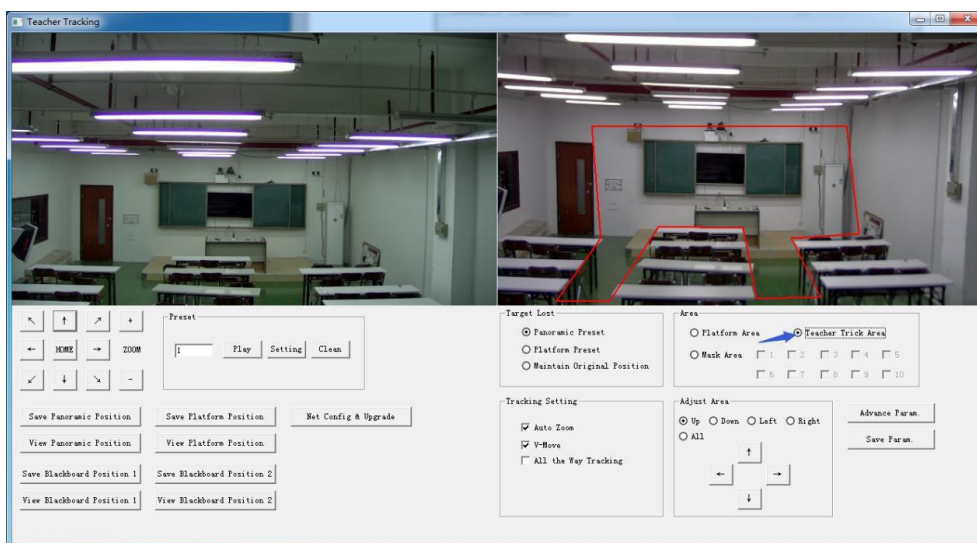 Teacher Tracking
Preset
HOME
ZOOM
+
-
1
Play
Setting
Clean
Save Panoramic Position
Save Platform Position
Net Config & Upgrade
View Panoramic Position
View Platform Position
Save Blackboard Position 1
Save Blackboard Position 2
View Blackboard Position 1
View Blackboard Position 2
Target Lost
Panoramic Preset
Platform Preset
Maintain Original Position
Area
Platform Area
Teacher Trick Area
Mask Area
1 2 3 4 5
6 7 8 9 10
Tracking Setting
Auto Zoom
V-Move
All the Way Tracking
Adjust Area
Up Down Left Right
All
Advance Param.
Save Param.